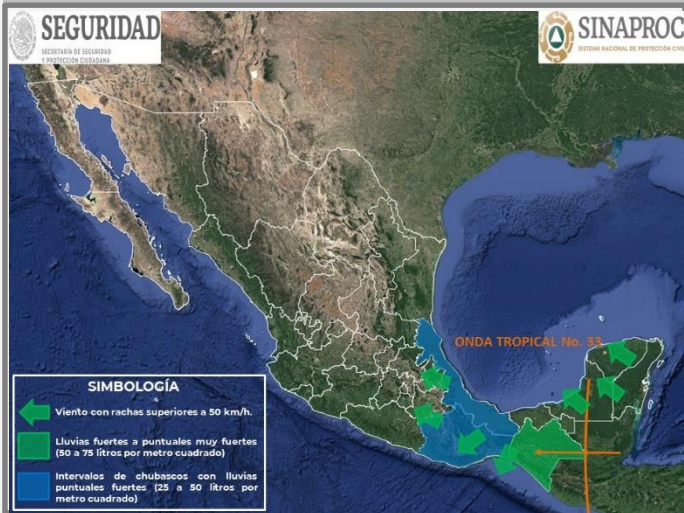 SEGURIDAD
SECRETARÍA DE SEGURIDAD
Y PROTECCIÓN CIUDADANA
SINAPROC
SISTEMA NACIONAL DE PROTECCIÓN CIVIL
ONDA TROPICAL No. 33
SIMBOLOGÍA
Viento con rachas superiores a 50 km/h.
Lluvias fuertes a puntuales muy fuertes
(50 a 75 litros por metro cuadrado)
Intervalos de chubascos con lluvias
puntuales fuertes (25 a 50 litros por
metro cuadrado)